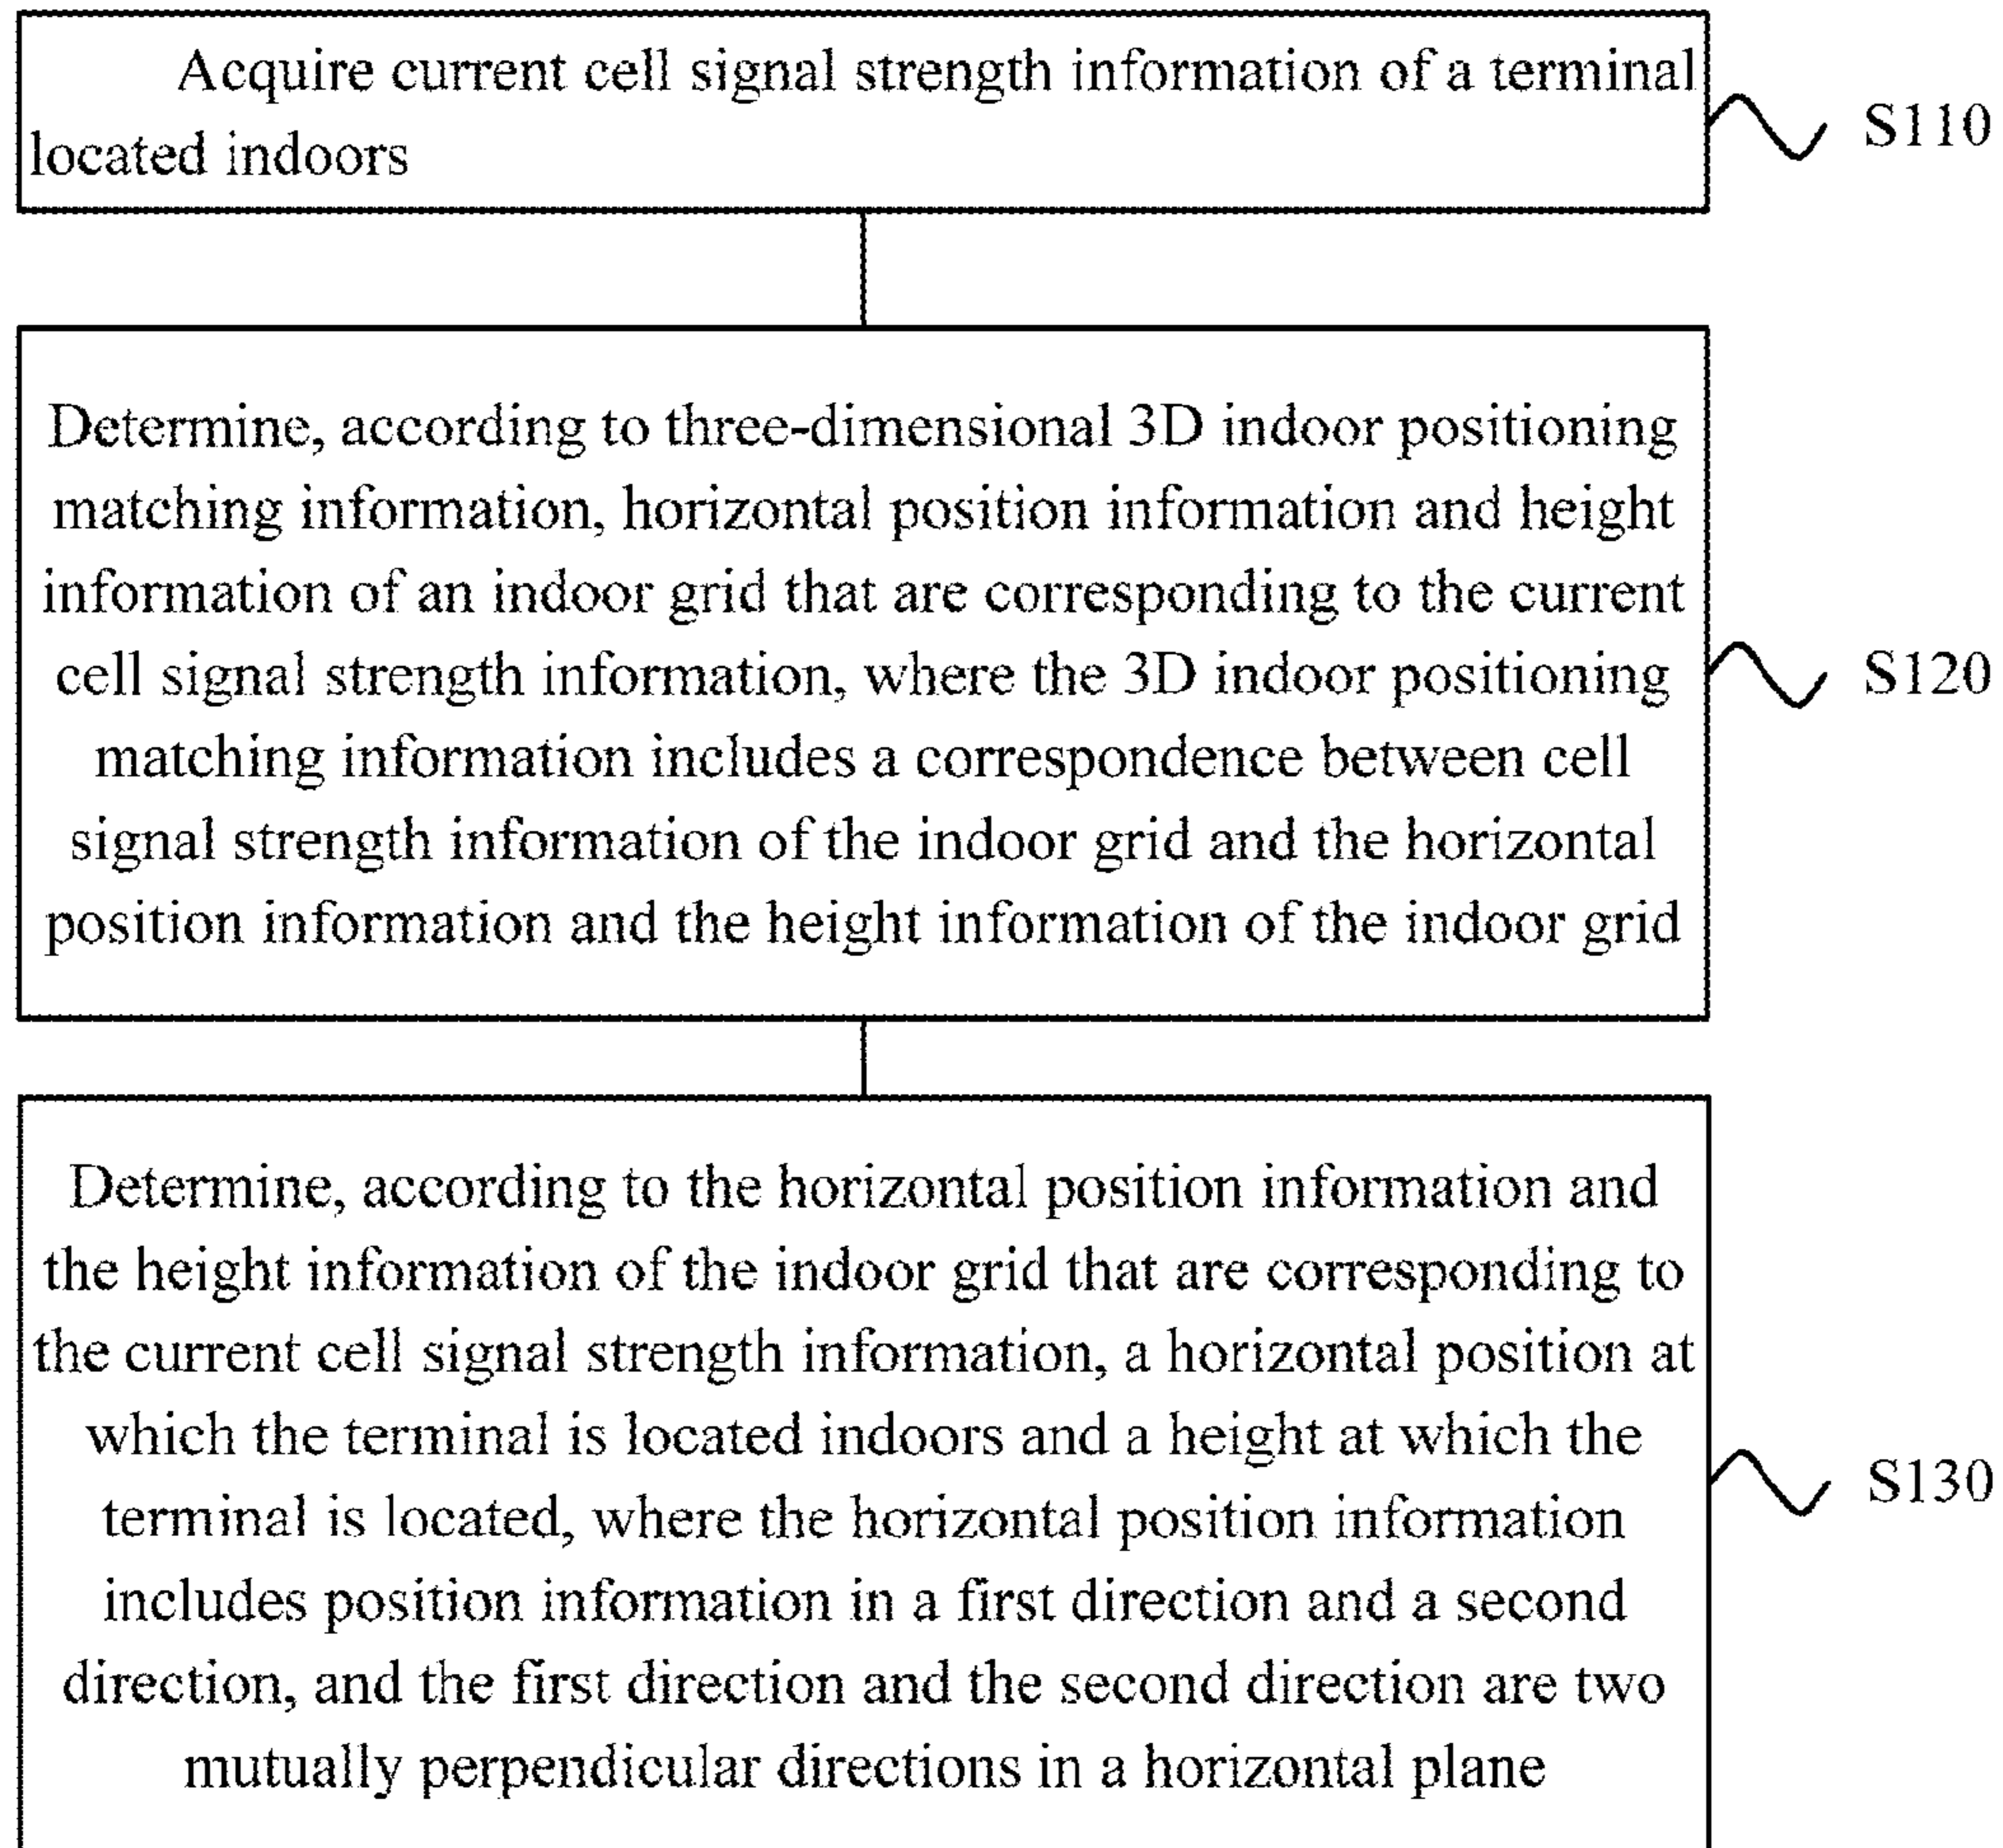 Acquire current cell signal strength information of a terminal
located indoors
S110
Determine, according to three-dimensional 3D indoor positioning
matching information, horizontal position information and height
information of an indoor grid that are corresponding to the current
cell signal strength information, where the 3D indoor positioning
matching information includes a correspondence between cell
signal strength information of the indoor grid and the horizontal
position information and the height information of the indoor grid
S120
Determine, according to the horizontal position information and
the height information of the indoor grid that are corresponding to
the current cell signal strength information, a horizontal position at
which the terminal is located indoors and a height at which the
terminal is located, where the horizontal position information
includes position information in a first direction and a second
direction, and the first direction and the second direction are two
mutually perpendicular directions in a horizontal plane
S130